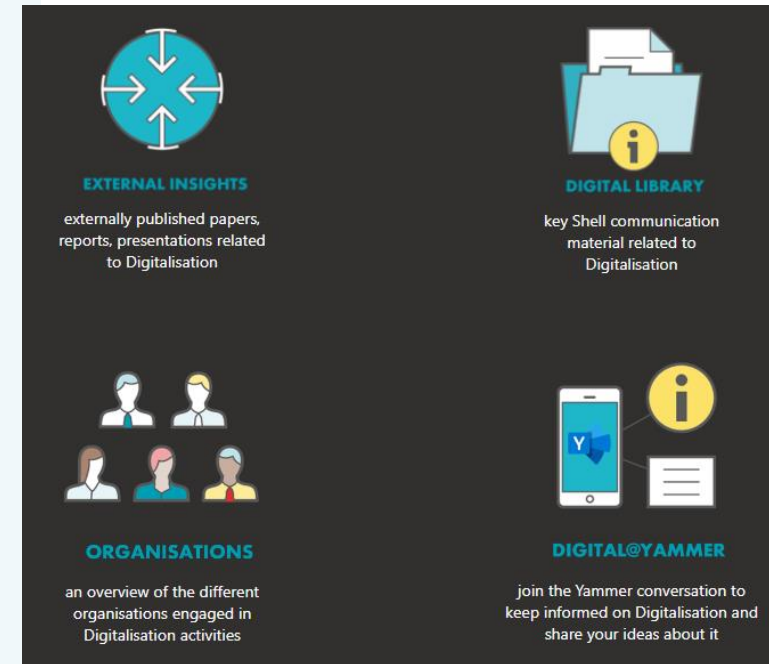 EXTERNAL INSIGHTS
externally published papers,
reports, presentations related
to Digitalisation
DIGITAL LIBRARY
key Shell communication
material related to
Digitalisation
ORGANISATIONS
an overview of the different
organisations engaged in
Digitalisation activities
Y
DIGITAL@YAMMER
join the Yammer conversation to
keep informed on Digitalisation and
share your ideas about it